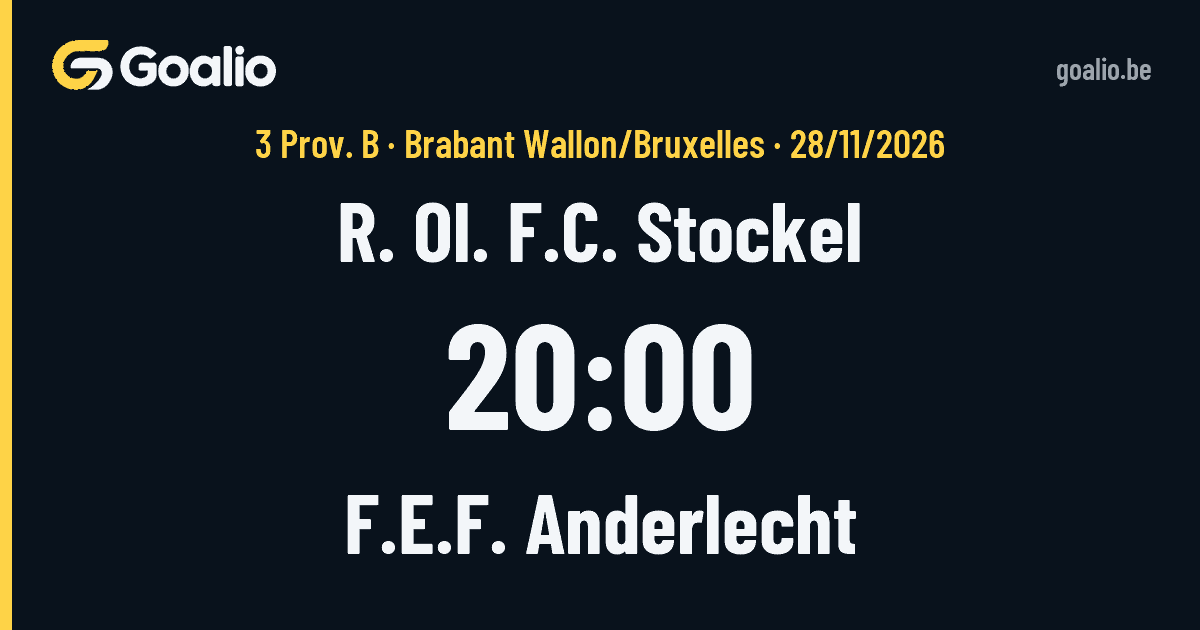 Goalio
goalio.be
3 Prov. B · Brabant Wallon/Bruxelles · 28/11/2026
R. Ol. F.C. Stockel
20:00
F.E.F. Anderlecht